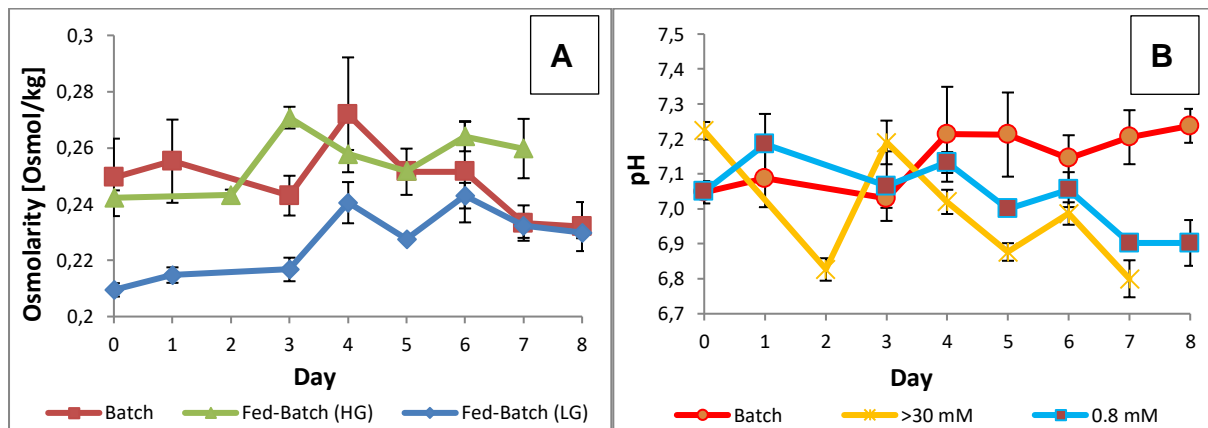 A
Osmolarity [Osmol/kg]
0,3
0,28
0,26
0,24
0,22
0,2
0 1 2 3 4 5 6 7 8
Day
Batch Fed-Batch (HG) Fed-Batch (LG)
B
pH
7,5
7,4
7,3
7,2
7,1
7,0
6,9
6,8
6,7
0 1 2 3 4 5 6 7 8
Day
Batch >30 mM 0.8 mM